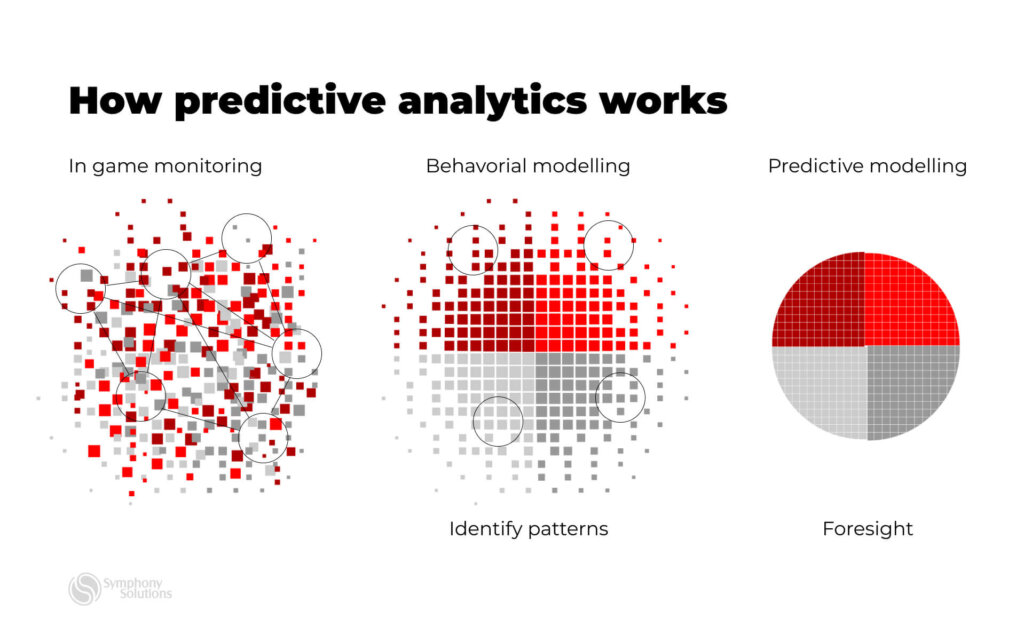 How predictive analytics works
In game monitoring
Behavorial modelling
Predictive modelling
Identify patterns
Foresight
Symphony
Solutions